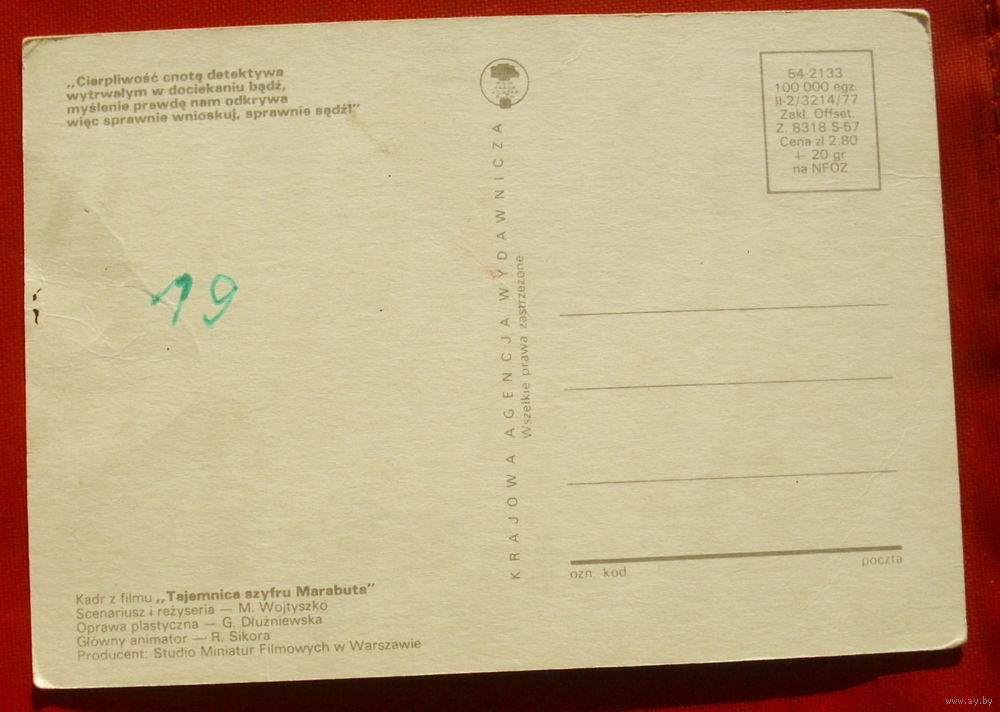 „Cierpliwość cnotą detektywa
wytrwałym w dociekaniu bądź,
myślenie prawdę nam odkrywa
więc sprawnie wnioskuj, sprawnie sądź!”
19
Kadr z filmu „Tajemnica szyfru Marabuta”
Scenariusz i reżyseria — M. Wojtyszko
Oprawa plastyczna — G. Dłużniewska
Główny animator — R. Sikora
Producent: Studio Miniatur Filmowych w Warszawie
KRAJOWA AGENCJA WYDAWNICZA
Wszelkie prawa zastrzeżone
54-2133
100 000 egz.
II-2/3214/77
Zakł. Offset.
Z. 8318 S-57
Cena zł 2.80
+ 20 gr
na NFOZ
ozn. kod.
poczta
www.ay.by